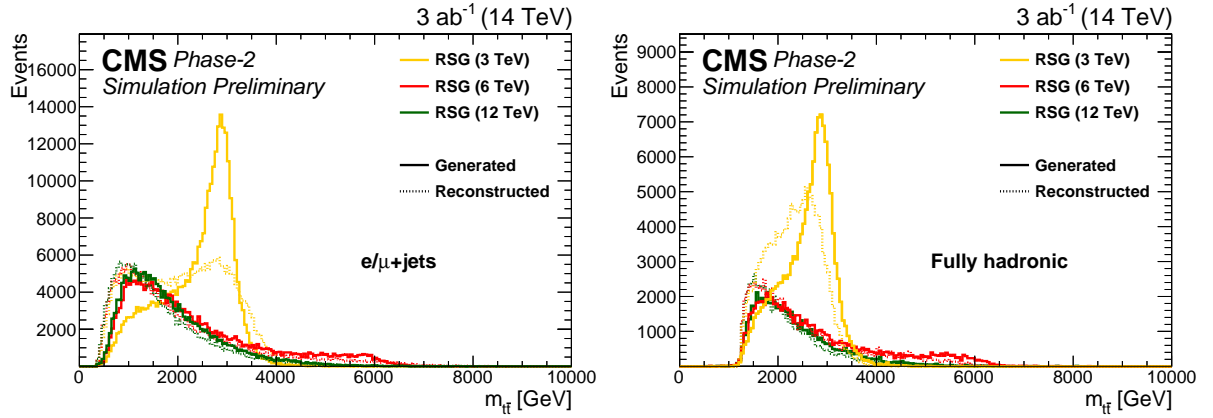 3 ab⁻¹ (14 TeV)
Events
16000
14000
12000
10000
8000
6000
4000
2000
CMS Phase-2
Simulation Preliminary
RSG (3 TeV)
RSG (6 TeV)
RSG (12 TeV)
Generated
Reconstructed
e/μ+jets
0 2000 4000 6000 8000 10000
m_tt̄ [GeV]
3 ab⁻¹ (14 TeV)
Events
9000
8000
7000
6000
5000
4000
3000
2000
1000
CMS Phase-2
Simulation Preliminary
RSG (3 TeV)
RSG (6 TeV)
RSG (12 TeV)
Generated
Reconstructed
Fully hadronic
0 2000 4000 6000 8000 10000
m_tt̄ [GeV]